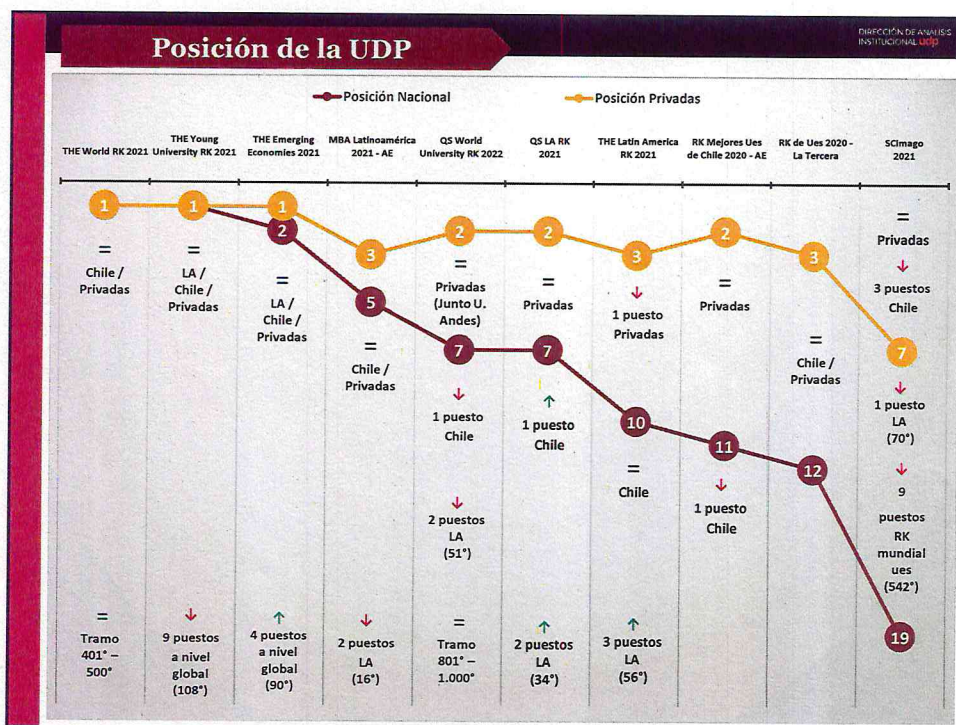 Posición de la UDP
DIRECCIÓN DE ANALISIS
INSTITUCIONAL udp
Posición Nacional
Posición Privadas
THE World RK 2021
THE Young
University RK 2021
THE Emerging
Economies 2021
MBA Latinoamérica
2021 - AE
QS World
University RK 2022
QS LA RK
2021
THE Latin America
RK 2021
RK Mejores Ues
de Chile 2020 - AE
RK de Ues 2020 -
La Tercera
SCImago
2021
1
1
1
3
2
2
3
2
3
7
2
5
7
7
10
11
12
19
=
Chile /
Privadas
=
Tramo
401° –
500°
=
LA /
Chile /
Privadas
↓
9 puestos
a nivel
global
(108°)
=
LA /
Chile /
Privadas
↑
4 puestos
a nivel
global
(90°)
=
Chile /
Privadas
↓
2 puestos
LA
(16°)
=
Privadas
(Junto U.
Andes)
↓
1 puesto
Chile
↓
2 puestos
LA
(51°)
=
Tramo
801° –
1.000°
=
Privadas
↑
1 puesto
Chile
↑
2 puestos
LA
(34°)
↓
1 puesto
Privadas
=
Chile
↑
3 puestos
LA
(56°)
=
Privadas
↓
1 puesto
Chile
=
Chile /
Privadas
=
Privadas
↓
3 puestos
Chile
↓
1 puesto
LA
(70°)
↓
9
puestos
RK
mundial
ues
(542°)